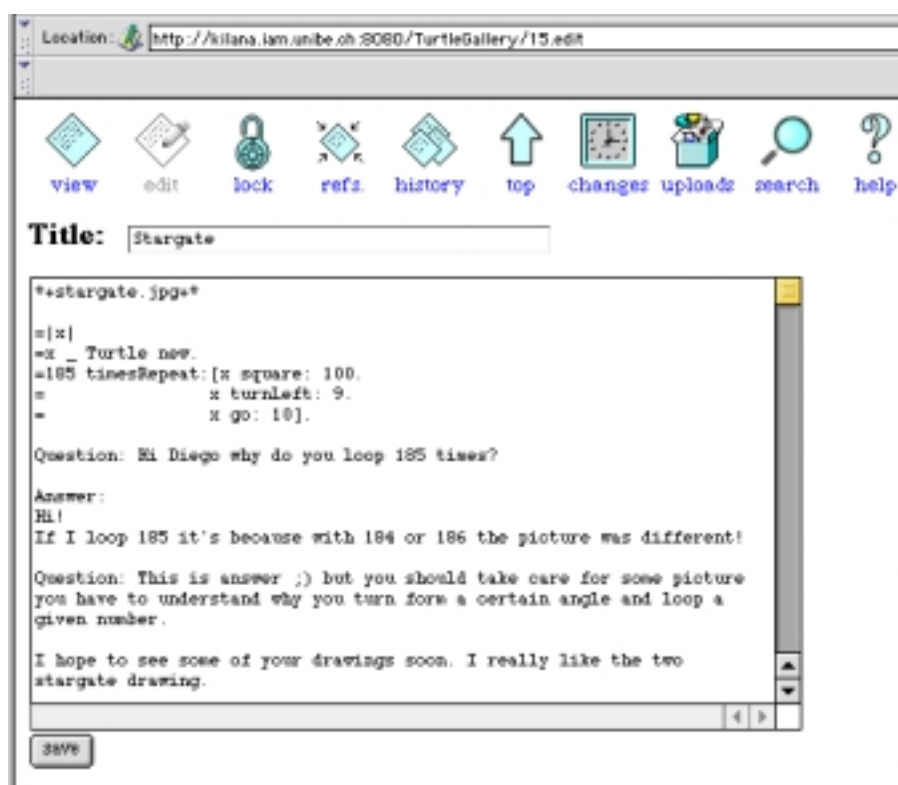 Location: http://kilana.iam.unibe.ch:8080/TurtleGallery/15.edit
view edit lock refs. history top changes uploads search help
Title: Stargate
*+stargate.jpg+*
=|x|
=x _ Turtle new.
=185 timesRepeat:[x square: 100.
= x turnLeft: 9.
= x go: 10].
Question: Hi Diego why do you loop 185 times?
Answer:
Hi!
If I loop 185 it's because with 184 or 186 the picture was different!
Question: This is answer ;) but you should take care for some picture
you have to understand why you turn form a certain angle and loop a
given number.
I hope to see some of your drawings soon. I really like the two
stargate drawing.
save